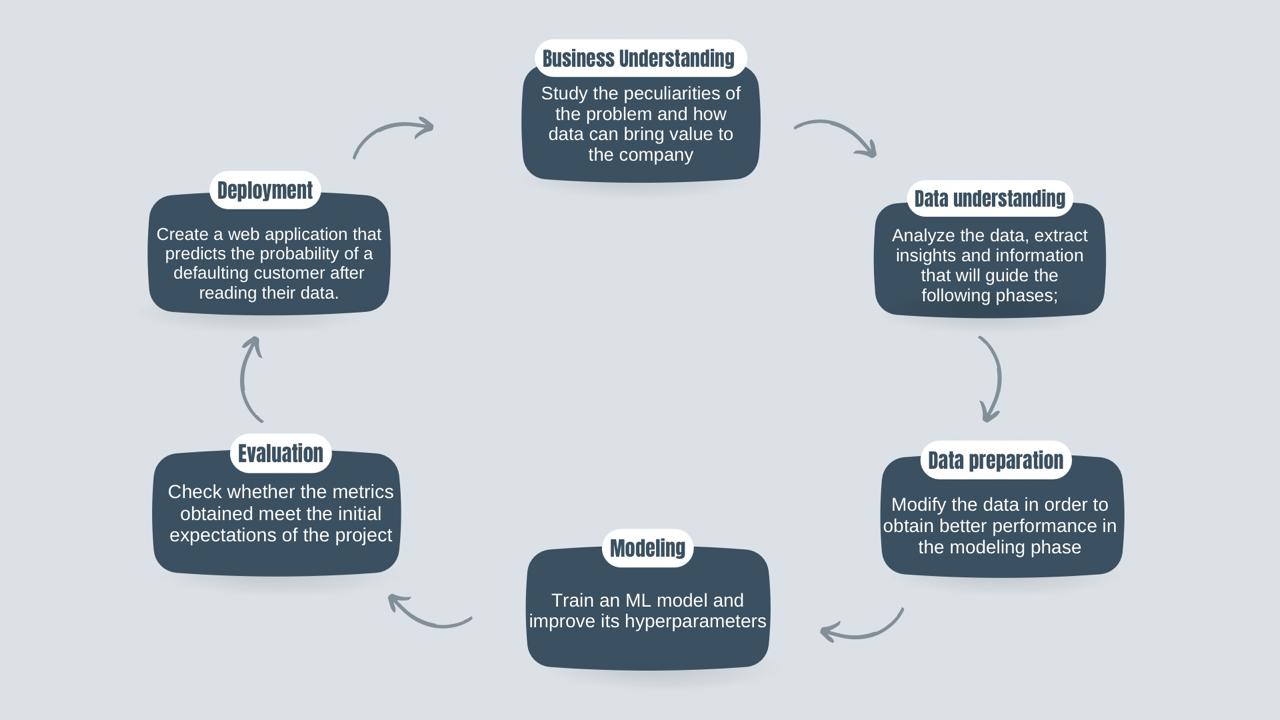 Business Understanding
Study the peculiarities of
the problem and how
data can bring value to
the company
Data understanding
Analyze the data, extract
insights and information
that will guide the
following phases;
Data preparation
Modify the data in order to
obtain better performance in
the modeling phase
Modeling
Train an ML model and
improve its hyperparameters
Evaluation
Check whether the metrics
obtained meet the initial
expectations of the project
Deployment
Create a web application that
predicts the probability of a
defaulting customer after
reading their data.